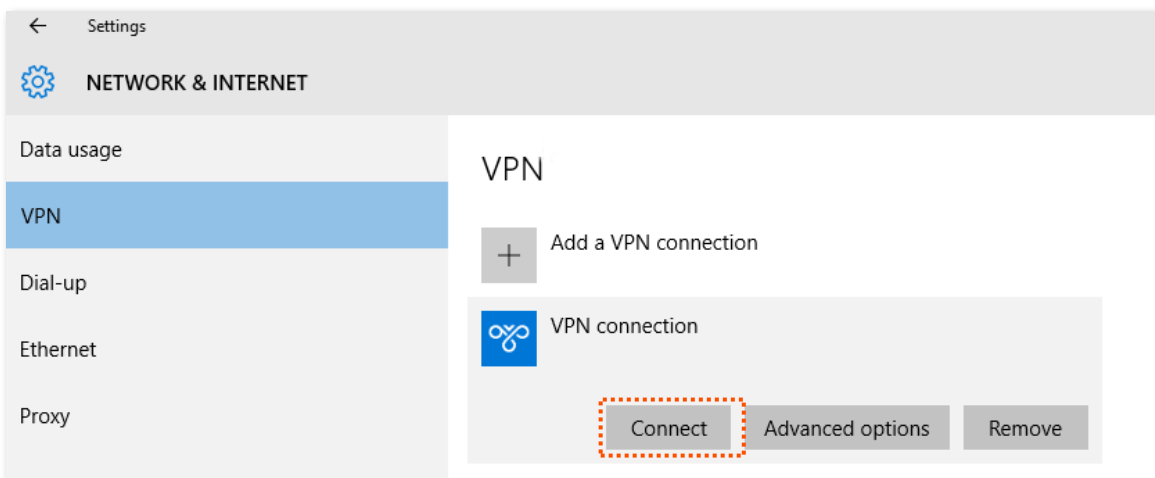 Settings
NETWORK & INTERNET
Data usage
VPN
Dial-up
Ethernet
Proxy
VPN
Add a VPN connection
VPN connection
Connect
Advanced options
Remove